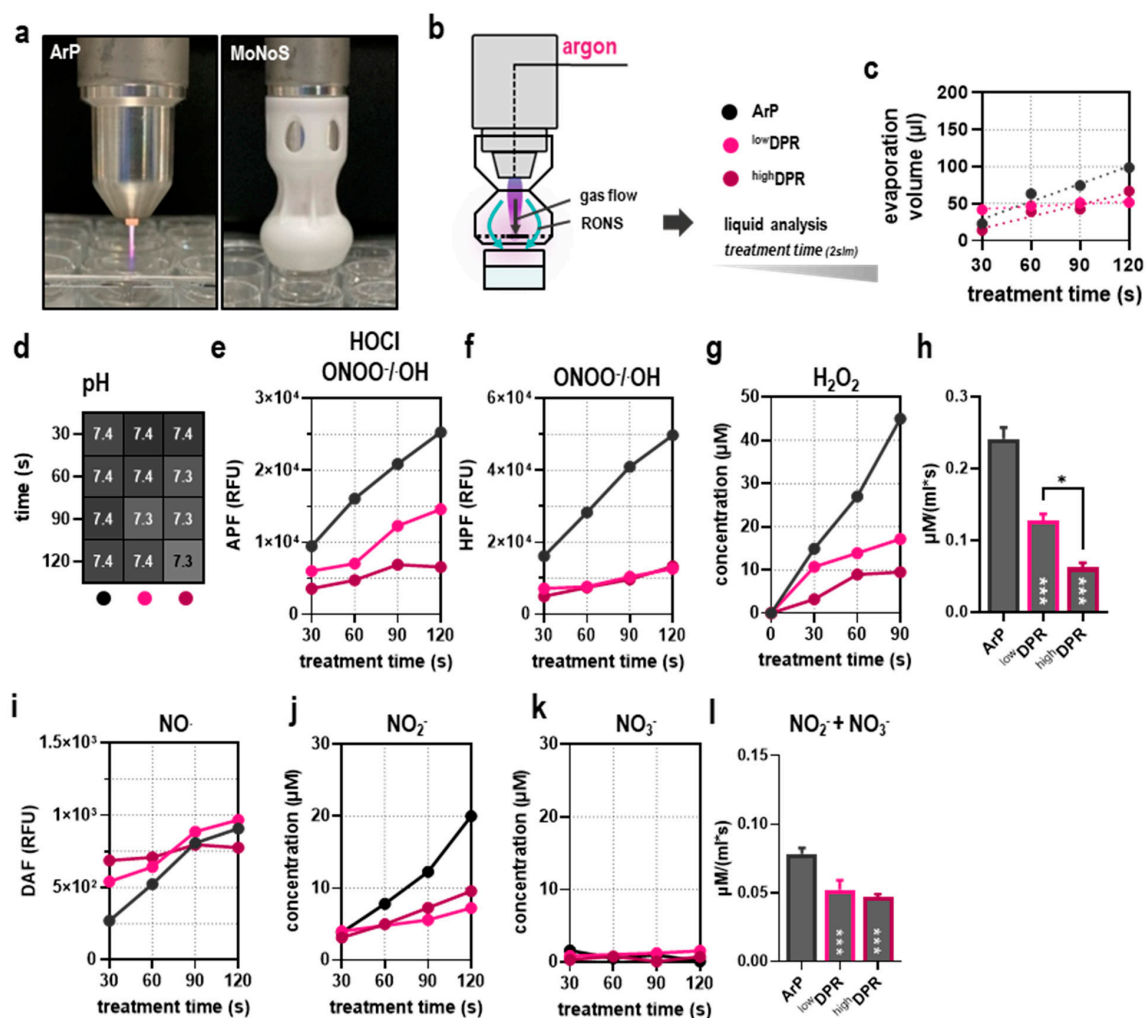 a
ArP
MoNoS
b
argon
gas flow
RONS
ArP
lowDPR
highDPR
liquid analysis
treatment time (2slm)
c
evaporation
volume (µl)
200
150
100
50
0
30 60 90 120
treatment time (s)
d
pH
time (s)
30 7.4 7.4 7.4
60 7.4 7.4 7.3
90 7.4 7.3 7.3
120 7.4 7.4 7.3
e
HOCl
ONOO⁻/·OH
APF (RFU)
3×10⁴
2×10⁴
1×10⁴
0
30 60 90 120
treatment time (s)
f
ONOO⁻/·OH
HPF (RFU)
6×10⁴
4×10⁴
2×10⁴
0
30 60 90 120
treatment time (s)
g
H₂O₂
concentration (µM)
50
40
30
20
10
0
0 30 60 90
treatment time (s)
h
µM/(ml*s)
0.3
0.2
0.1
0.0
*
***
***
ArP
lowDPR
highDPR
i
NO·
DAF (RFU)
1.5×10³
1×10³
5×10²
0
30 60 90 120
treatment time (s)
j
NO₂⁻
concentration (µM)
30
20
10
0
30 60 90 120
treatment time (s)
k
NO₃⁻
concentration (µM)
30
20
10
0
30 60 90 120
treatment time (s)
l
NO₂⁻ + NO₃⁻
µM/(ml*s)
0.15
0.10
0.05
0.00
***
***
ArP
lowDPR
highDPR